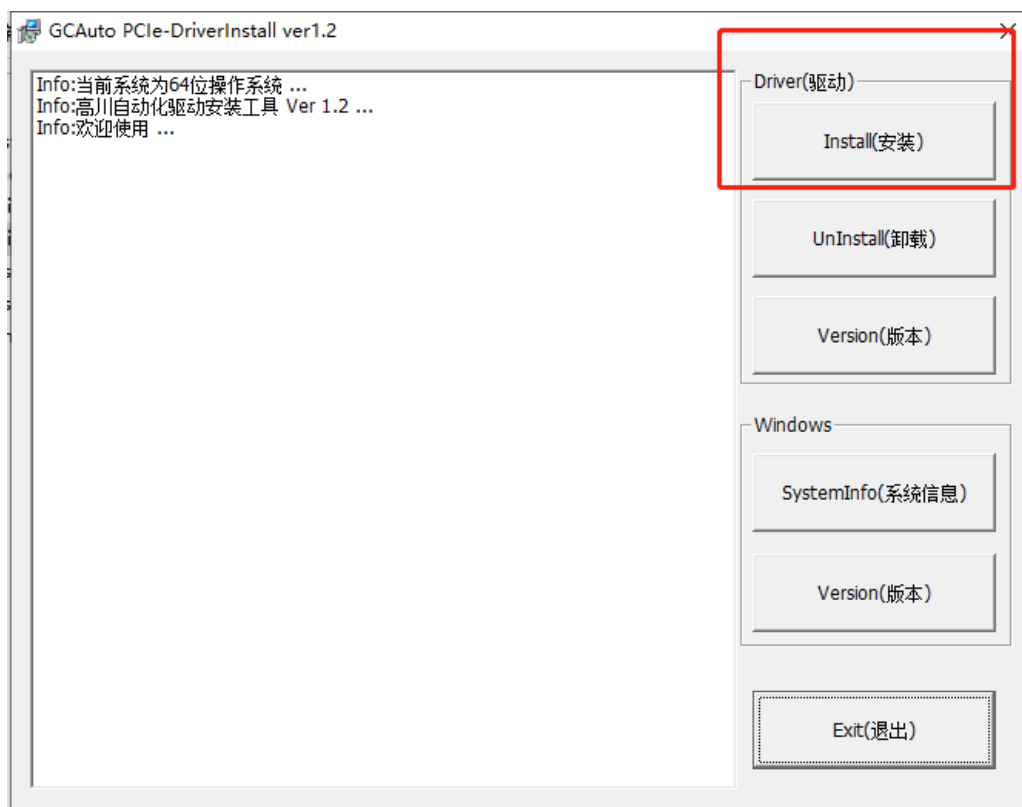 GCAuto PCIe-DriverInstall ver1.2
Info:当前系统为64位操作系统 ...
Info:高川自动化驱动安装工具 Ver 1.2 ...
Info:欢迎使用 ...
Driver(驱动)
Install(安装)
UnInstall(卸载)
Version(版本)
Windows
SystemInfo(系统信息)
Version(版本)
Exit(退出)